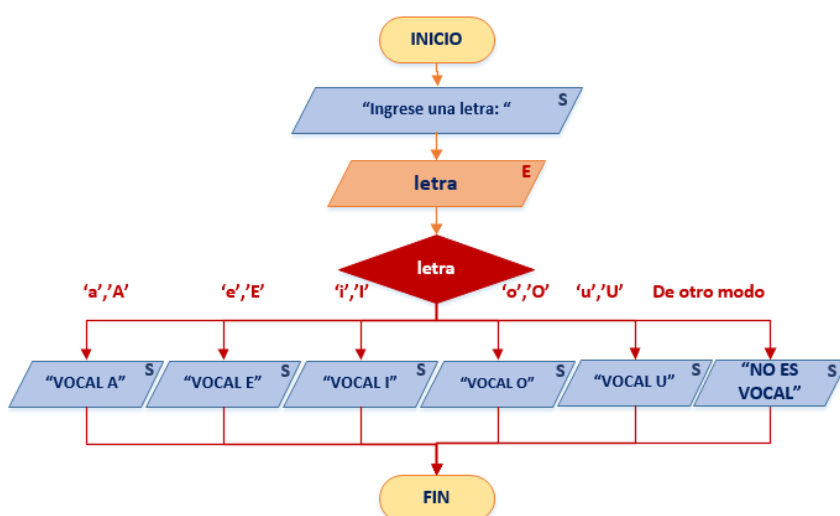 INICIO
“Ingrese una letra: “ S
letra E
letra
‘a’,’A’ ‘e’,’E’ ‘i’,’I’ ‘o’,’O’ ‘u’,’U’ De otro modo
“VOCAL A” S “VOCAL E” S “VOCAL I” S “VOCAL O” S “VOCAL U” S “NO ES
VOCAL” S
FIN